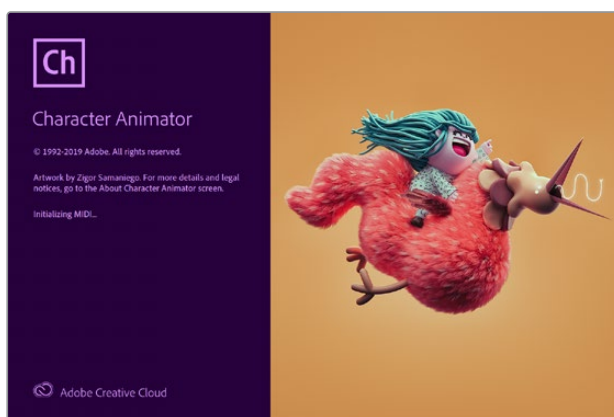 Ch
Character Animator
© 1992-2019 Adobe. All rights reserved.
Artwork by Zigor Samaniego. For more details and legal
notices, go to the About Character Animator screen.
Initializing MIDI...
Adobe Creative Cloud